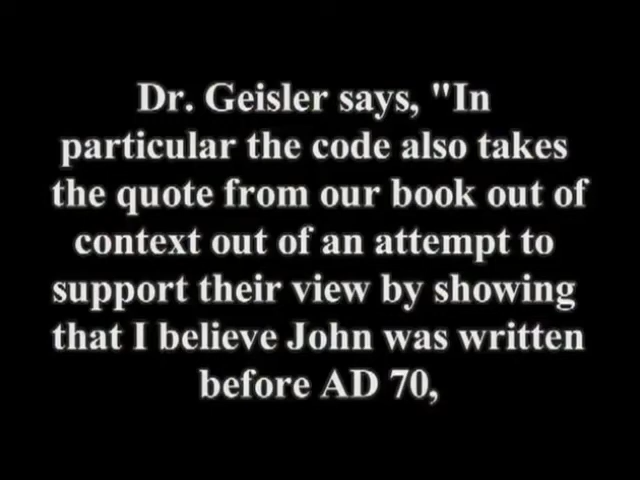 Dr. Geisler says, "In
particular the code also takes
the quote from our book out of
context out of an attempt to
support their view by showing
that I believe John was written
before AD 70,